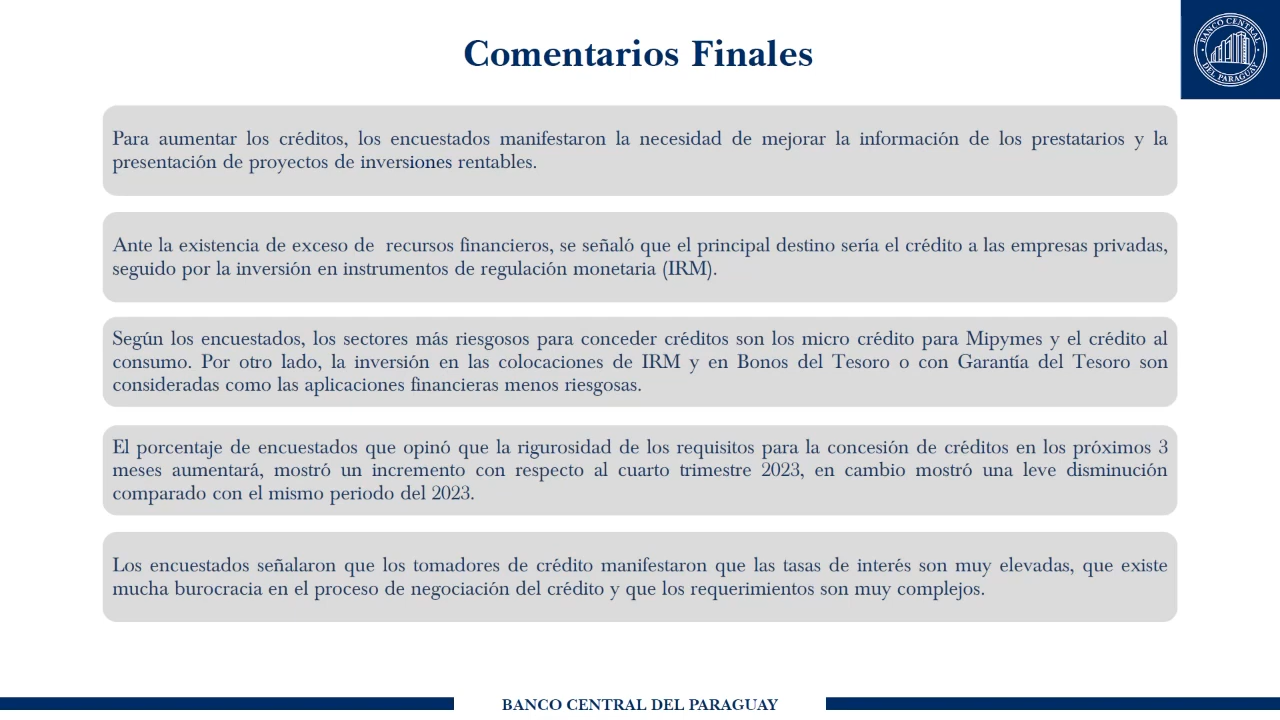 Comentarios Finales
BANCO CENTRAL
DEL PARAGUAY
Para aumentar los créditos, los encuestados manifestaron la necesidad de mejorar la información de los prestatarios y la
presentación de proyectos de inversiones rentables.
Ante la existencia de exceso de  recursos financieros, se señaló que el principal destino sería el crédito a las empresas privadas,
seguido por la inversión en instrumentos de regulación monetaria (IRM).
Según los encuestados, los sectores más riesgosos para conceder créditos son los micro crédito para Mipymes y el crédito al
consumo. Por otro lado, la inversión en las colocaciones de IRM y en Bonos del Tesoro o con Garantía del Tesoro son
consideradas como las aplicaciones financieras menos riesgosas.
El porcentaje de encuestados que opinó que la rigurosidad de los requisitos para la concesión de créditos en los próximos 3
meses aumentará, mostró un incremento con respecto al cuarto trimestre 2023, en cambio mostró una leve disminución
comparado con el mismo periodo del 2023.
Los encuestados señalaron que los tomadores de crédito manifestaron que las tasas de interés son muy elevadas, que existe
mucha burocracia en el proceso de negociación del crédito y que los requerimientos son muy complejos.
BANCO CENTRAL DEL PARAGUAY